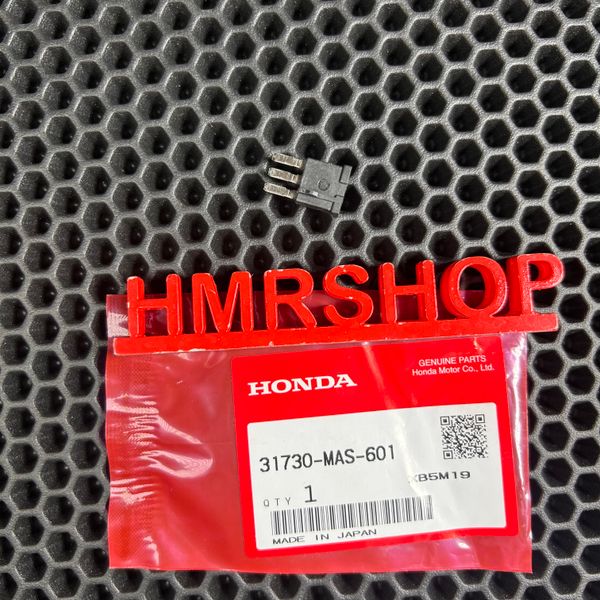 HMRSHOP
GENUINE PARTS
Honda Motor Co., Ltd.
HONDA
31730-MAS-601
XB5M19
QTY 1
MADE IN JAPAN